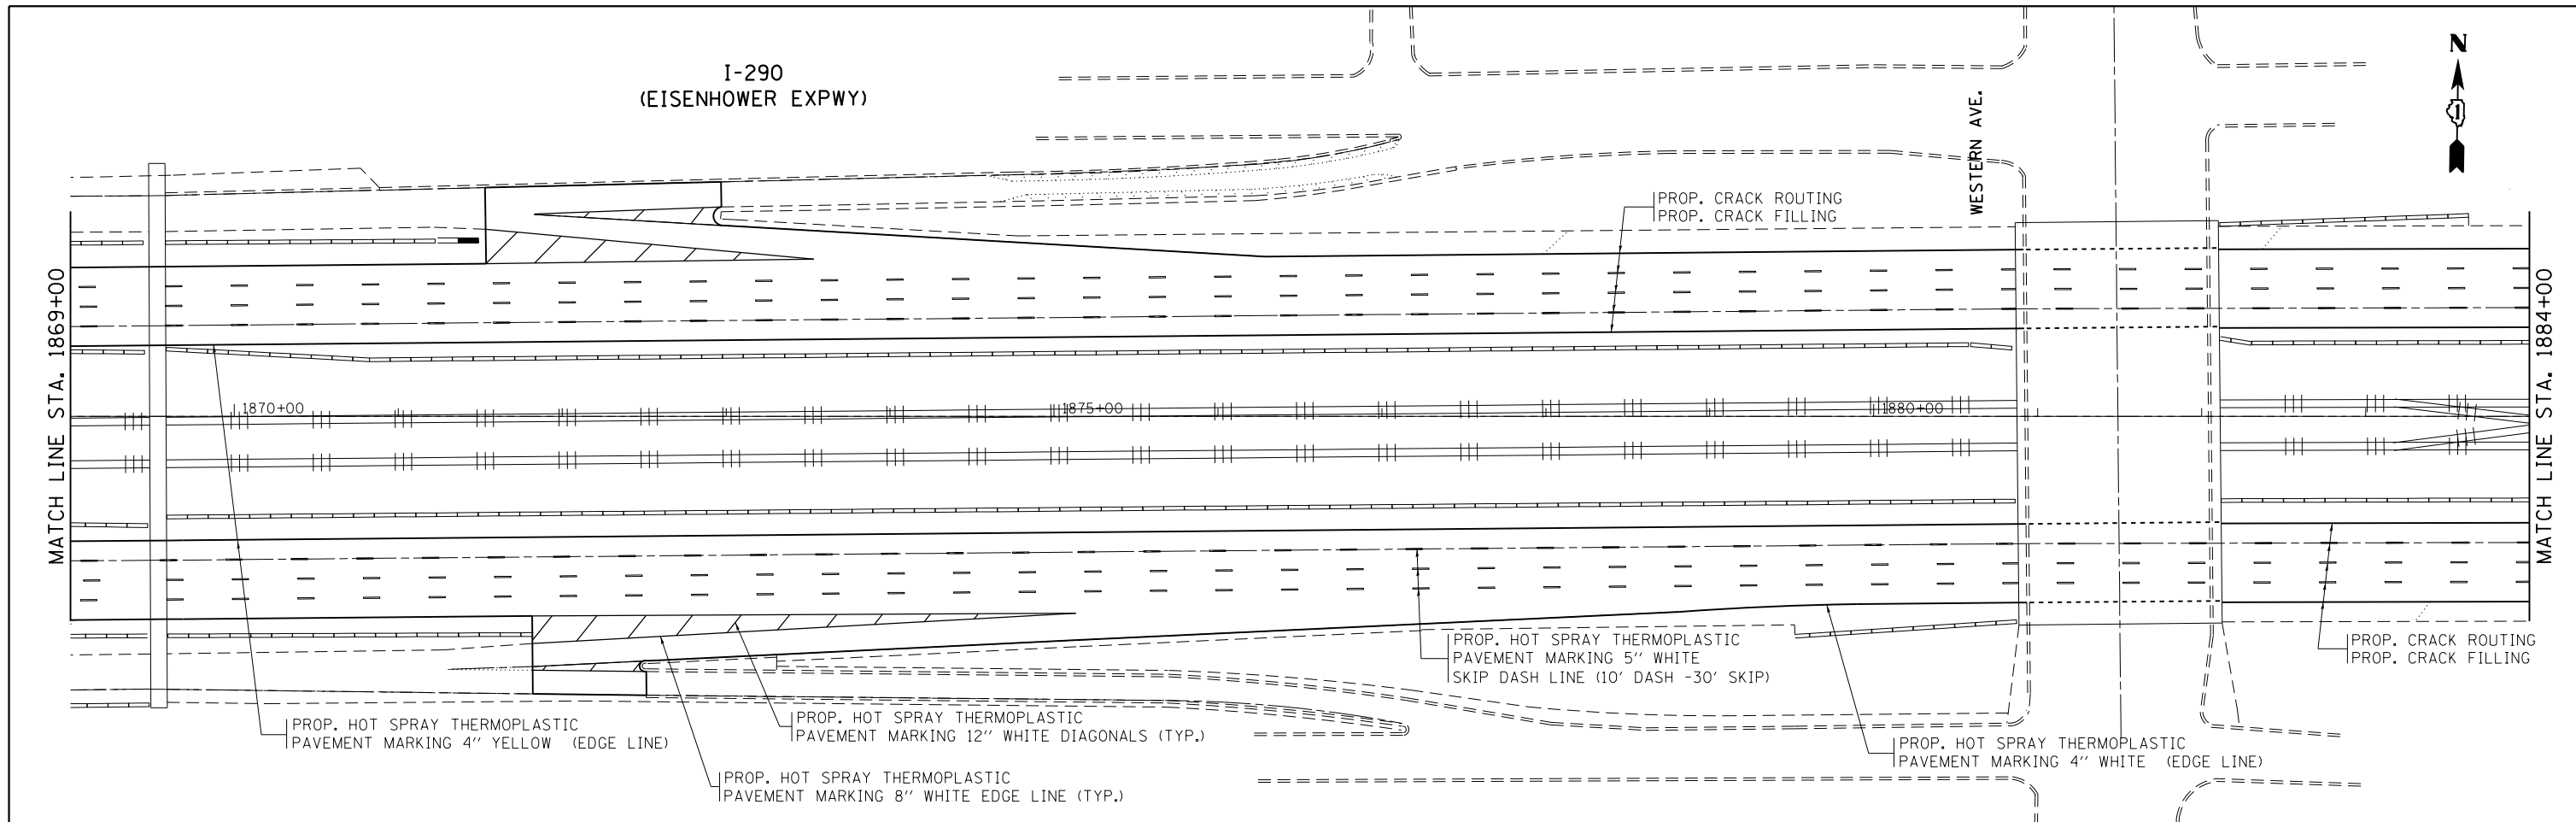 I-290
(EISENHOWER EXPWY)
N
1
WESTERN AVE.
PROP. CRACK ROUTING
PROP. CRACK FILLING
MATCH LINE STA. 1869+00
MATCH LINE STA. 1884+00
1870+00
1875+00
1880+00
PROP. HOT SPRAY THERMOPLASTIC
PAVEMENT MARKING 5'' WHITE
SKIP DASH LINE (10' DASH -30' SKIP)
PROP. CRACK ROUTING
PROP. CRACK FILLING
PROP. HOT SPRAY THERMOPLASTIC
PAVEMENT MARKING 4'' YELLOW (EDGE LINE)
PROP. HOT SPRAY THERMOPLASTIC
PAVEMENT MARKING 12'' WHITE DIAGONALS (TYP.)
PROP. HOT SPRAY THERMOPLASTIC
PAVEMENT MARKING 4'' WHITE (EDGE LINE)
PROP. HOT SPRAY THERMOPLASTIC
PAVEMENT MARKING 8'' WHITE EDGE LINE (TYP.)